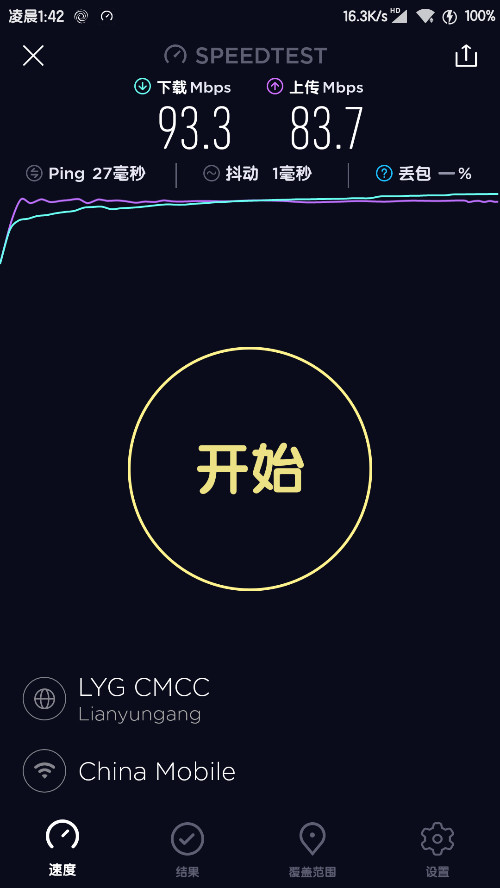 凌晨1:42 16.3K/s HD 100%
SPEEDTEST
下载 Mbps 上传 Mbps
93.3 83.7
Ping 27毫秒 抖动 1毫秒 丢包 —%
开始
LYG CMCC
Lianyungang
China Mobile
速度 结果 覆盖范围 设置